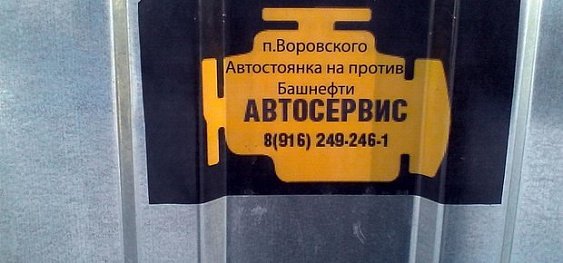 п.Воровского
Автостоянка на против
Башнефти
АВТОСЕРВИС
8(916) 249-246-1